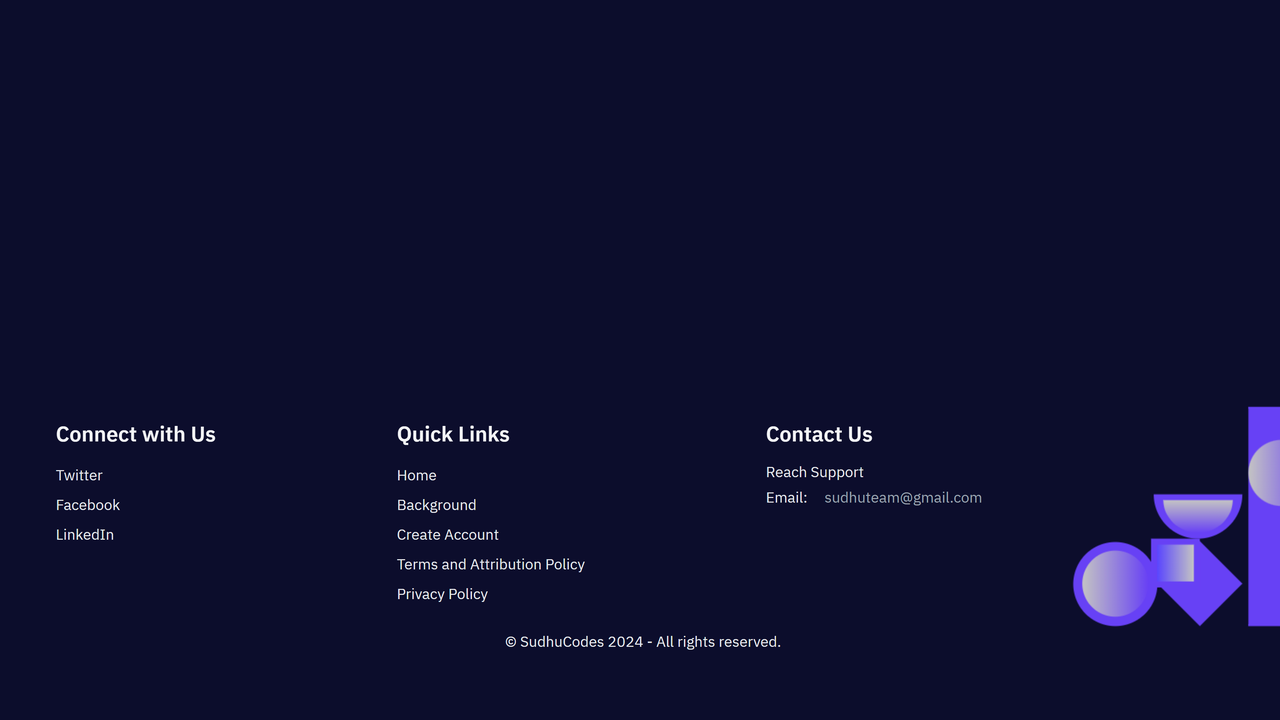 Connect with Us
Twitter
Facebook
LinkedIn
Quick Links
Home
Background
Create Account
Terms and Attribution Policy
Privacy Policy
Contact Us
Reach Support
Email: sudhuteam@gmail.com
© SudhuCodes 2024 - All rights reserved.